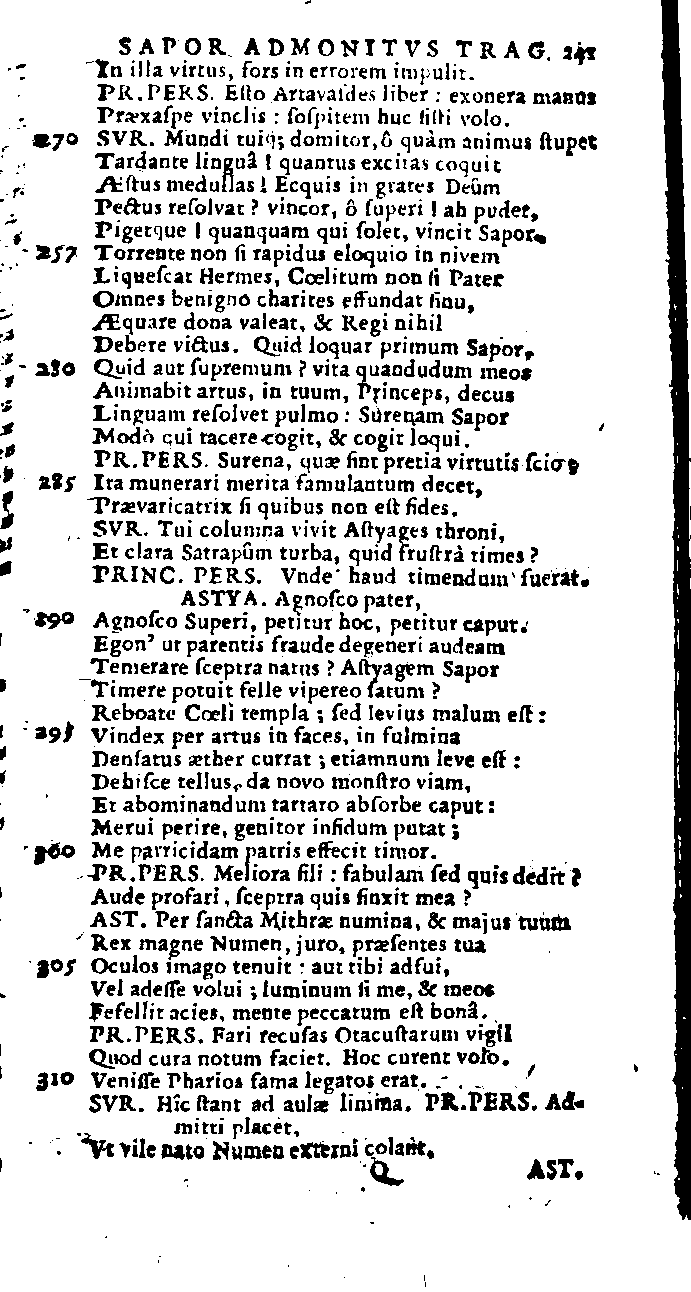 SAPOR ADMONITVS TRAG. 241
In illa virtus, fors in errorem impulit.
PR.PERS. Esto Artavasdes liber : exonera manus
Præxaspe vinclis : sospitem huc sisti volo.
270 SVR. Mundi tuiq; domitor, ô quàm animus stupet
Tardante linguâ ! quantus excitas coquit
Æstus medullas ! Ecquis in grates Deûm
Pectus resolvat ? vincor, ô superi ! ah pudet,
Pigetque ! quanquam qui solet, vincit Sapor.
257 Torrente non si rapidus eloquio in nivem
Liquescat Hermes, Cœlitum non si Pater
Omnes benigno charites effundat sinu,
Æquare dona valeat, & Regi nihil
Debere victus. Quid loquar primum Sapor,
280 Quid aut supremum ? vita quandudum meos
Animabit artus, in tuum, Princeps, decus
Linguam resolvet pulmo : Surenam Sapor
Modò qui tacere cogit, & cogit loqui.
PR.PERS. Surena, quæ sint pretia virtutis scio,
285 Ita munerari merita famulantum decet,
Prævaricatrix si quibus non est fides.
SVR. Tui columna vivit Astyages throni,
Et clara Satrapûm turba, quid frustrà times ?
PRINC. PERS. Vnde haud timendum fuerat.
ASTYA. Agnosco pater,
290 Agnosco Superi, petitur hoc, petitur caput.
Egon' ut parentis fraude degeneri audeam
Temerare sceptra natus ? Astyagem Sapor
Timere potuit felle vipereo satum ?
Reboate Cœli templa ; sed levius malum est :
295 Vindex per artus in faces, in fulmina
Densatus æther currat ; etiamnum leve est :
Dehisce tellus, da novo monstro viam,
Et abominandum tartaro absorbe caput :
Merui perire, genitor infidum putat ;
300 Me parricidam patris effecit timor.
PR.PERS. Meliora fili : fabulam sed quis dedit ?
Aude profari, sceptra quis finxit mea ?
AST. Per sancta Mithræ numina, & majus tuum
Rex magne Numen, juro, præsentes tua
305 Oculos imago tenuit : aut tibi adfui,
Vel adesse volui ; luminum si me, & meos
Fefellit acies, mente peccatum est bonâ.
PR.PERS. Fari recusas Otacustarum vigil
Quod cura notum faciet. Hoc curent volo.
310 Venisse Pharios fama legatos erat.
SVR. Hîc stant ad aulæ limina. PR.PERS. Ad-
mitti placet,
Vt vile nato Numen externi colant.
Q AST.